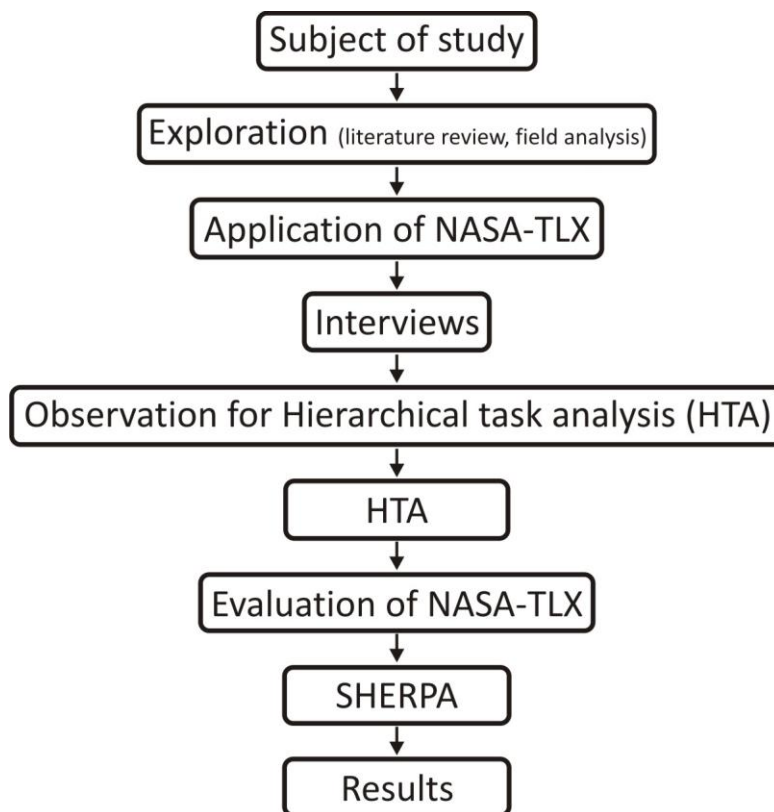 Subject of study
Exploration (literature review, field analysis)
Application of NASA-TLX
Interviews
Observation for Hierarchical task analysis (HTA)
HTA
Evaluation of NASA-TLX
SHERPA
Results